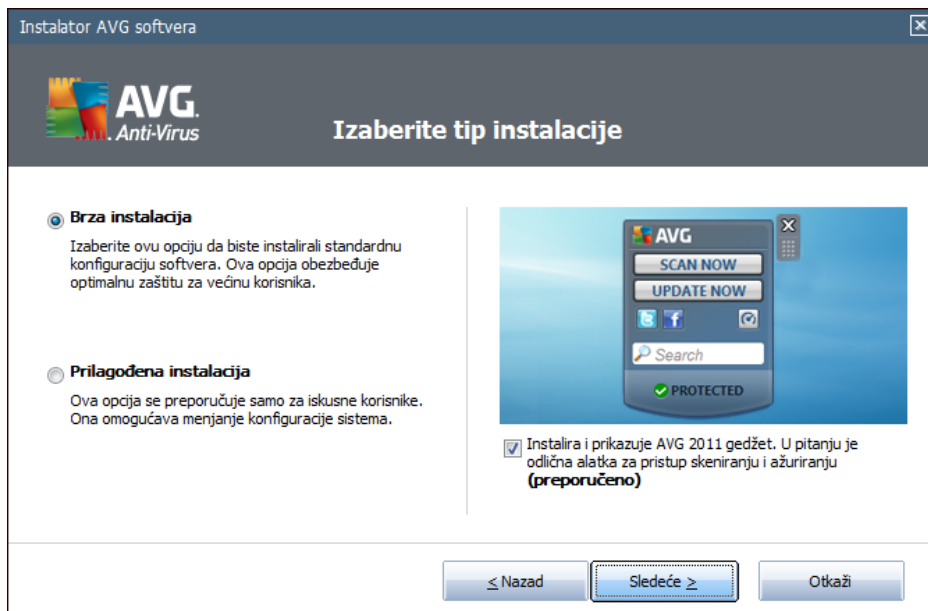 Instalator AVG softvera
AVG.
Anti-Virus
Izaberite tip instalacije
Brza instalacija
Izaberite ovu opciju da biste instalirali standardnu
konfiguraciju softvera. Ova opcija obezbeđuje
optimalnu zaštitu za većinu korisnika.
Prilagođena instalacija
Ova opcija se preporučuje samo za iskusne korisnike.
Ona omogućava menjanje konfiguracije sistema.
AVG
SCAN NOW
UPDATE NOW
Search
PROTECTED
Instalira i prikazuje AVG 2011 gedžet. U pitanju je
odlična alatka za pristup skeniranju i ažuriranju
(preporučeno)
< Nazad
Sledeće >
Otkaži